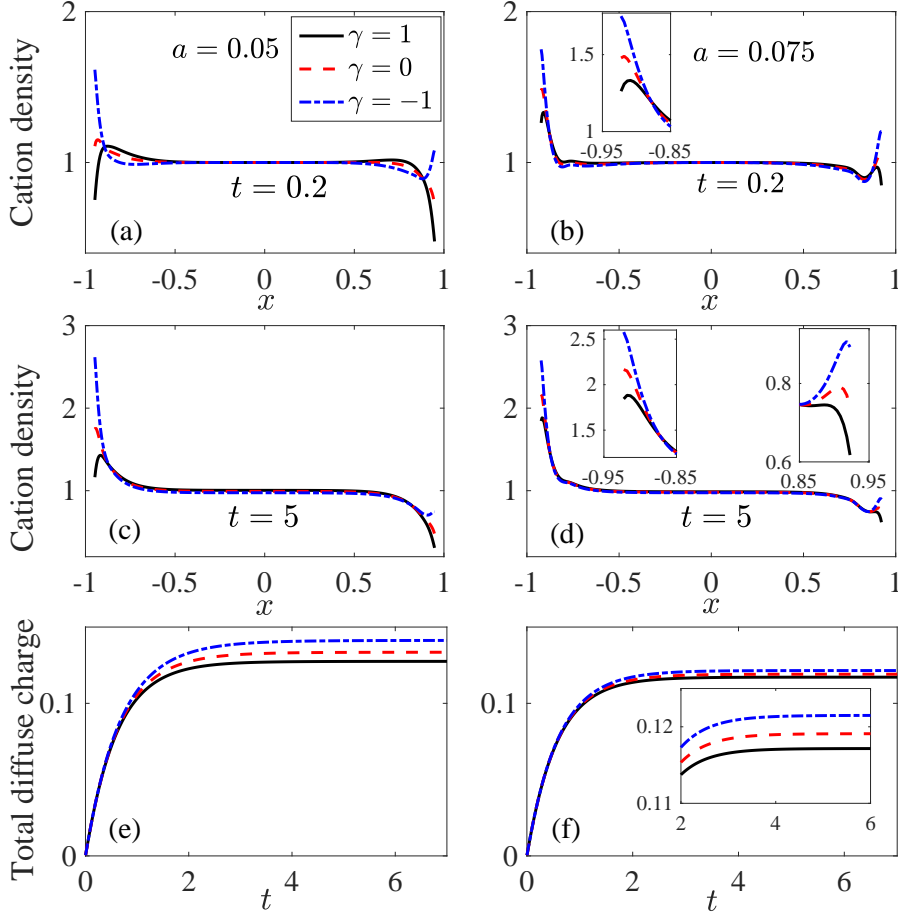 2
1
Cation density
a = 0.05
γ = 1
γ = 0
γ = −1
t = 0.2
(a)
-1 -0.5 0 0.5 1
x
2
1
1.5
1
-0.95 -0.85
a = 0.075
t = 0.2
(b)
-1 -0.5 0 0.5 1
x
3
2
1
Cation density
t = 5
(c)
-1 -0.5 0 0.5 1
x
3
2
1
2.5
2
1.5
-0.95 -0.85
0.8
0.6
0.85 0.95
t = 5
(d)
-1 -0.5 0 0.5 1
x
0.1
0
Total diffuse charge
(e)
0 2 4 6
t
0.1
0
0.12
0.11
2 4 6
(f)
0 2 4 6
t